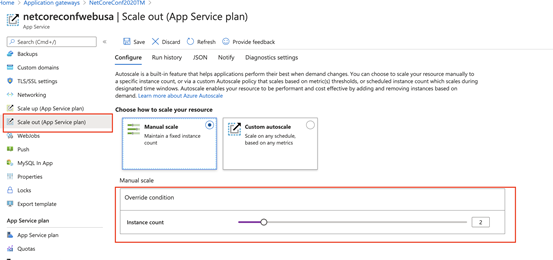 Home > Application gateways > NetCoreConf2020TM >
netcoreconfwebusa | Scale out (App Service plan)
App Service
Search (Cmd+/)
Save
Discard
Refresh
Provide feedback
Backups
Custom domains
TLS/SSL settings
Networking
Scale up (App Service plan)
Scale out (App Service plan)
WebJobs
Push
MySQL In App
Properties
Locks
Export template
App Service plan
App Service plan
Quotas
Configure
Run history
JSON
Notify
Diagnostics settings
Autoscale is a built-in feature that helps applications perform their best when demand changes. You can choose to scale your resource manually to
a specific instance count, or via a custom Autoscale policy that scales based on metric(s) thresholds, or scheduled instance count which scales during
designated time windows. Autoscale enables your resource to be performant and cost effective by adding and removing instances based on
demand. Learn more about Azure Autoscale
Choose how to scale your resource
Manual scale
Maintain a fixed instance
count
Custom autoscale
Scale on any schedule,
based on any metrics
Manual scale
Override condition
Instance count
2